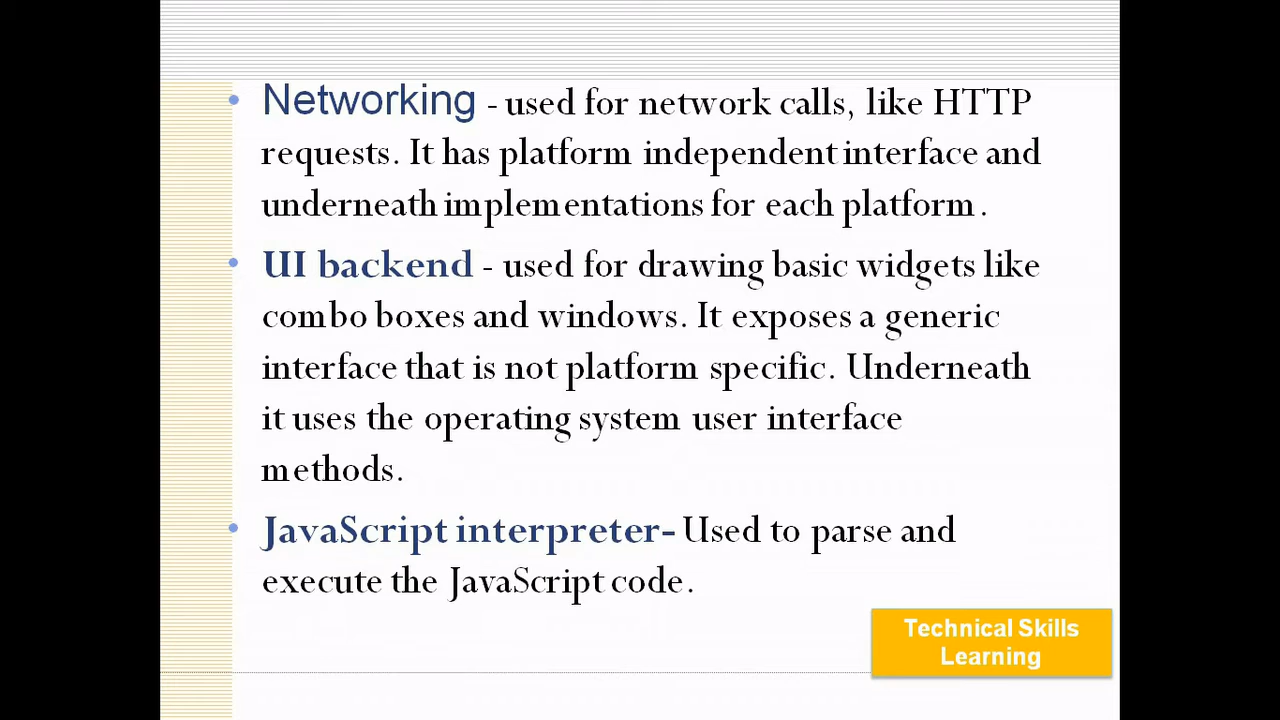 • Networking - used for network calls, like HTTP
requests. It has platform independent interface and
underneath implementations for each platform.
• UI backend - used for drawing basic widgets like
combo boxes and windows. It exposes a generic
interface that is not platform specific. Underneath
it uses the operating system user interface
methods.
• JavaScript interpreter- Used to parse and
execute the JavaScript code.
Technical Skills
Learning